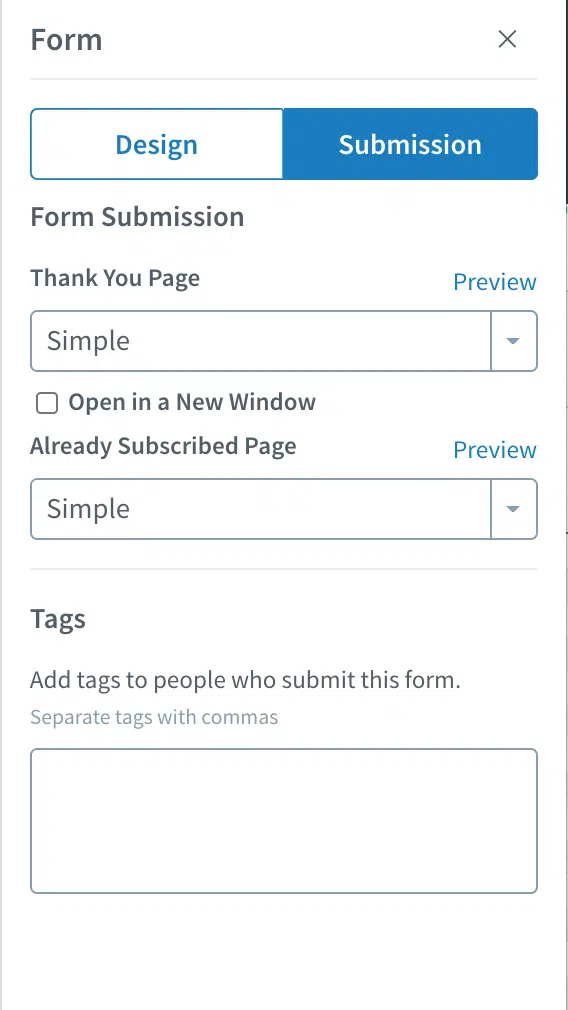 Form
Design Submission
Form Submission
Thank You Page Preview
Simple
Open in a New Window
Already Subscribed Page Preview
Simple
Tags
Add tags to people who submit this form.
Separate tags with commas